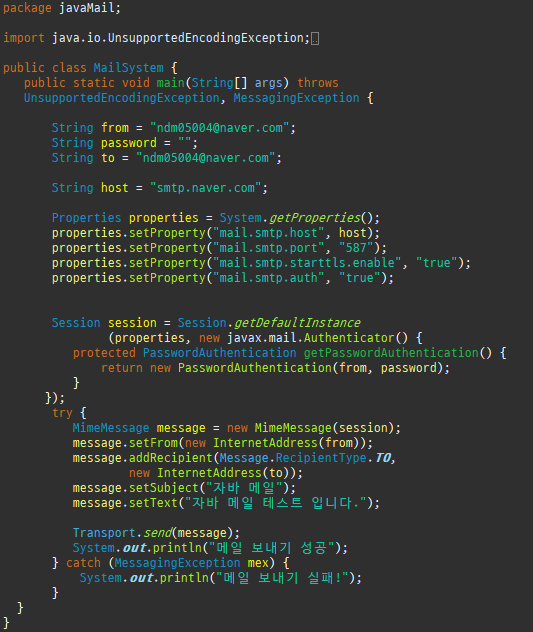 package javaMail;
import java.io.UnsupportedEncodingException;
public class MailSystem {
public static void main(String[] args) throws
UnsupportedEncodingException, MessagingException {
String from = "ndm05004@naver.com";
String password = "";
String to = "ndm05004@naver.com";
String host = "smtp.naver.com";
Properties properties = System.getProperties();
properties.setProperty("mail.smtp.host", host);
properties.setProperty("mail.smtp.port", "587");
properties.setProperty("mail.smtp.starttls.enable", "true");
properties.setProperty("mail.smtp.auth", "true");
Session session = Session.getDefaultInstance
(properties, new javax.mail.Authenticator() {
protected PasswordAuthentication getPasswordAuthentication() {
return new PasswordAuthentication(from, password);
}
});
try {
MimeMessage message = new MimeMessage(session);
message.setFrom(new InternetAddress(from));
message.addRecipient(Message.RecipientType.TO,
new InternetAddress(to));
message.setSubject("자바 메일");
message.setText("자바 메일 테스트 입니다.");
Transport.send(message);
System.out.println("메일 보내기 성공");
} catch (MessagingException mex) {
System.out.println("메일 보내기 실패!");
}
}
}